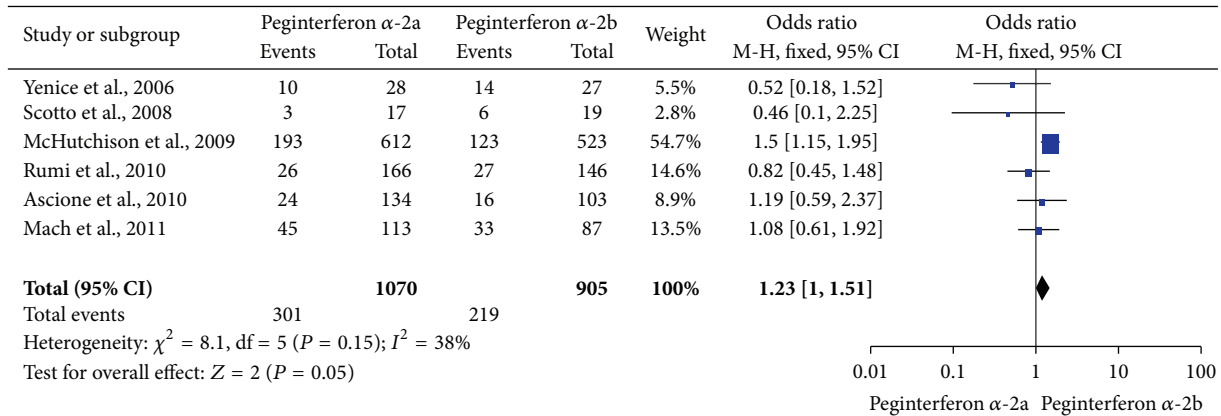 Study or subgroup Peginterferon α-2a Peginterferon α-2b Weight Odds ratio Odds ratio
Events Total Events Total M-H, fixed, 95% CI M-H, fixed, 95% CI
Yenice et al., 2006 10 28 14 27 5.5% 0.52 [0.18, 1.52]
Scotto et al., 2008 3 17 6 19 2.8% 0.46 [0.1, 2.25]
McHutchison et al., 2009 193 612 123 523 54.7% 1.5 [1.15, 1.95]
Rumi et al., 2010 26 166 27 146 14.6% 0.82 [0.45, 1.48]
Ascione et al., 2010 24 134 16 103 8.9% 1.19 [0.59, 2.37]
Mach et al., 2011 45 113 33 87 13.5% 1.08 [0.61, 1.92]
Total (95% CI) 1070 905 100% 1.23 [1, 1.51]
Total events 301 219
Heterogeneity: χ² = 8.1, df = 5 (P = 0.15); I² = 38%
Test for overall effect: Z = 2 (P = 0.05)
0.01 0.1 1 10 100
Peginterferon α-2a Peginterferon α-2b